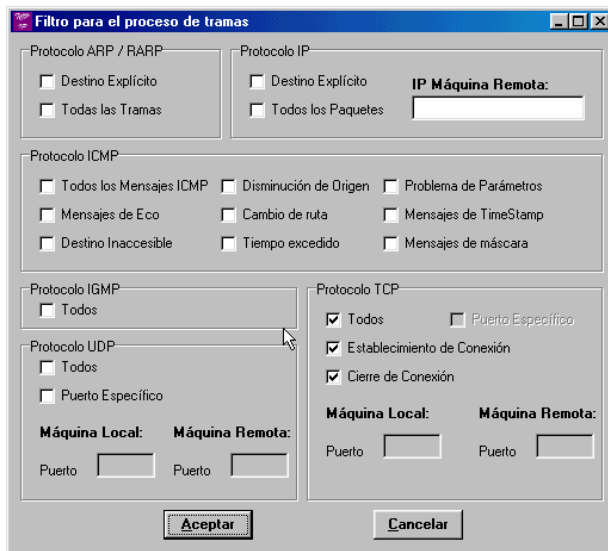 Filtro para el proceso de tramas
Protocolo ARP / RARP
Destino Explícito
Todas las Tramas
Protocolo IP
Destino Explícito
Todos los Paquetes
IP Máquina Remota:
Protocolo ICMP
Todos los Mensajes ICMP
Disminución de Origen
Problema de Parámetros
Mensajes de Eco
Cambio de ruta
Mensajes de TimeStamp
Destino Inaccesible
Tiempo excedido
Mensajes de máscara
Protocolo IGMP
Todos
Protocolo UDP
Todos
Puerto Específico
Máquina Local:
Máquina Remota:
Puerto
Puerto
Protocolo TCP
Todos
Puerto Específico
Establecimiento de Conexión
Cierre de Conexión
Máquina Local:
Máquina Remota:
Puerto
Puerto
Aceptar
Cancelar